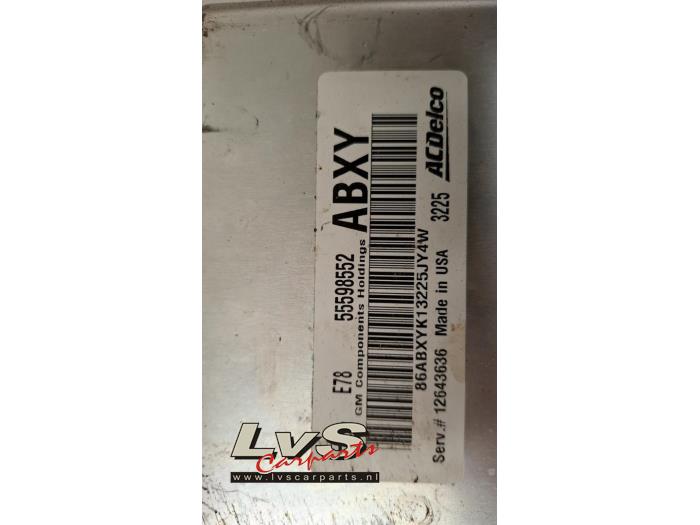 E78 55598552 ABXY
GM Components Holdings
86ABXYK13225JY4W
Serv.# 12643636 Made in USA 3225 ACDelco
LvS
Carparts
www.lvscarparts.nl